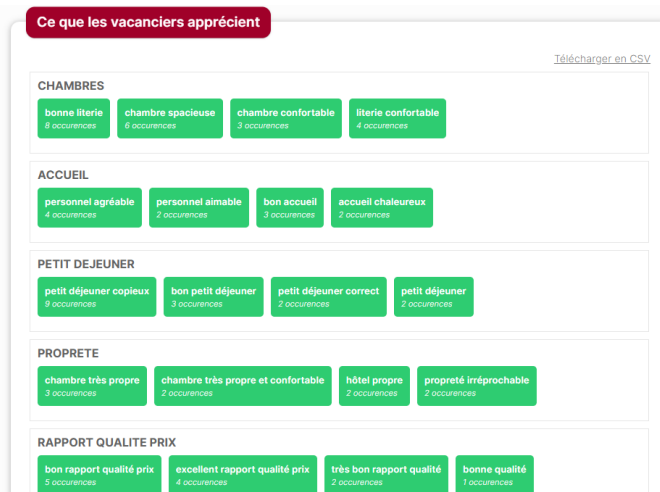 Ce que les vacanciers apprécient
Télécharger en CSV
CHAMBRES
bonne literie chambre spacieuse chambre confortable literie confortable
8 occurences 6 occurences 3 occurences 4 occurences
ACCUEIL
personnel agréable personnel aimable bon accueil accueil chaleureux
4 occurences 2 occurences 3 occurences 2 occurences
PETIT DEJEUNER
petit déjeuner copieux bon petit déjeuner petit déjeuner correct petit déjeuner
9 occurences 3 occurences 2 occurences 2 occurences
PROPRETE
chambre très propre chambre très propre et confortable hôtel propre propreté irréprochable
3 occurences 2 occurences 2 occurences 2 occurences
RAPPORT QUALITE PRIX
bon rapport qualité prix excellent rapport qualité prix très bon rapport qualité bonne qualité
5 occurences 4 occurences 2 occurences 1 occurences